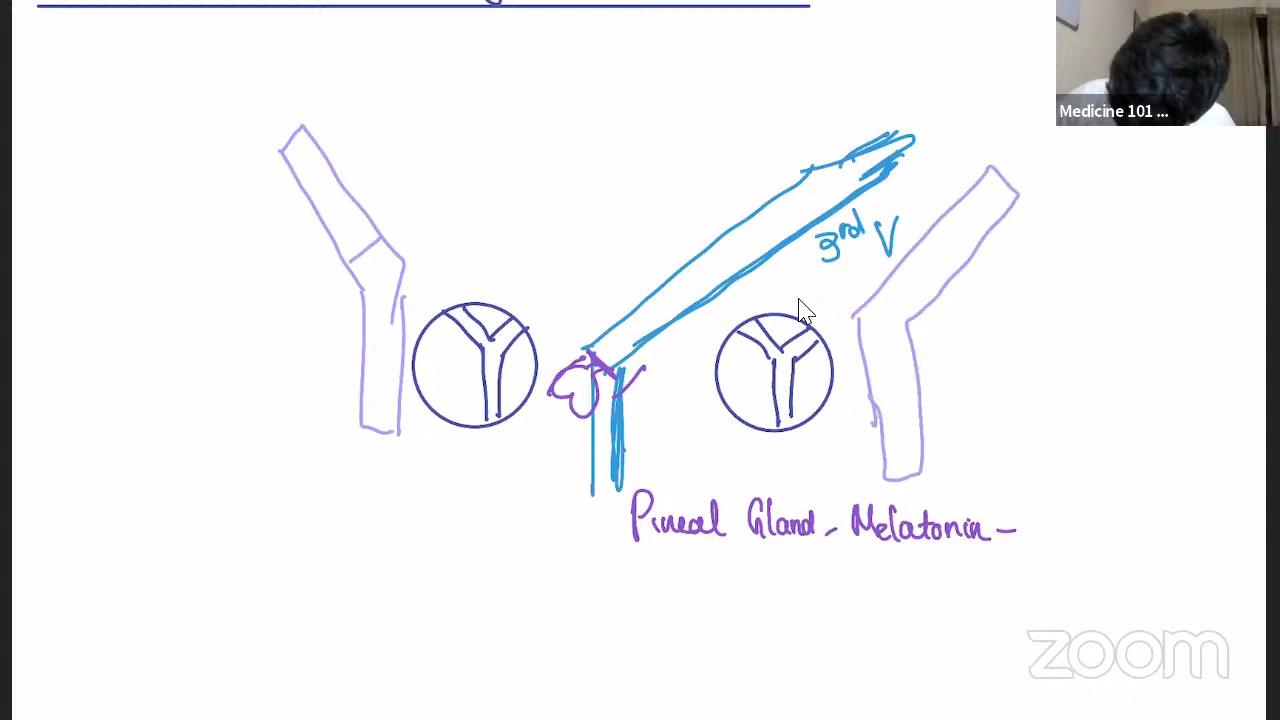 Medicine 101 ...
3rd V
Pineal Gland - Melatonin -
zoom